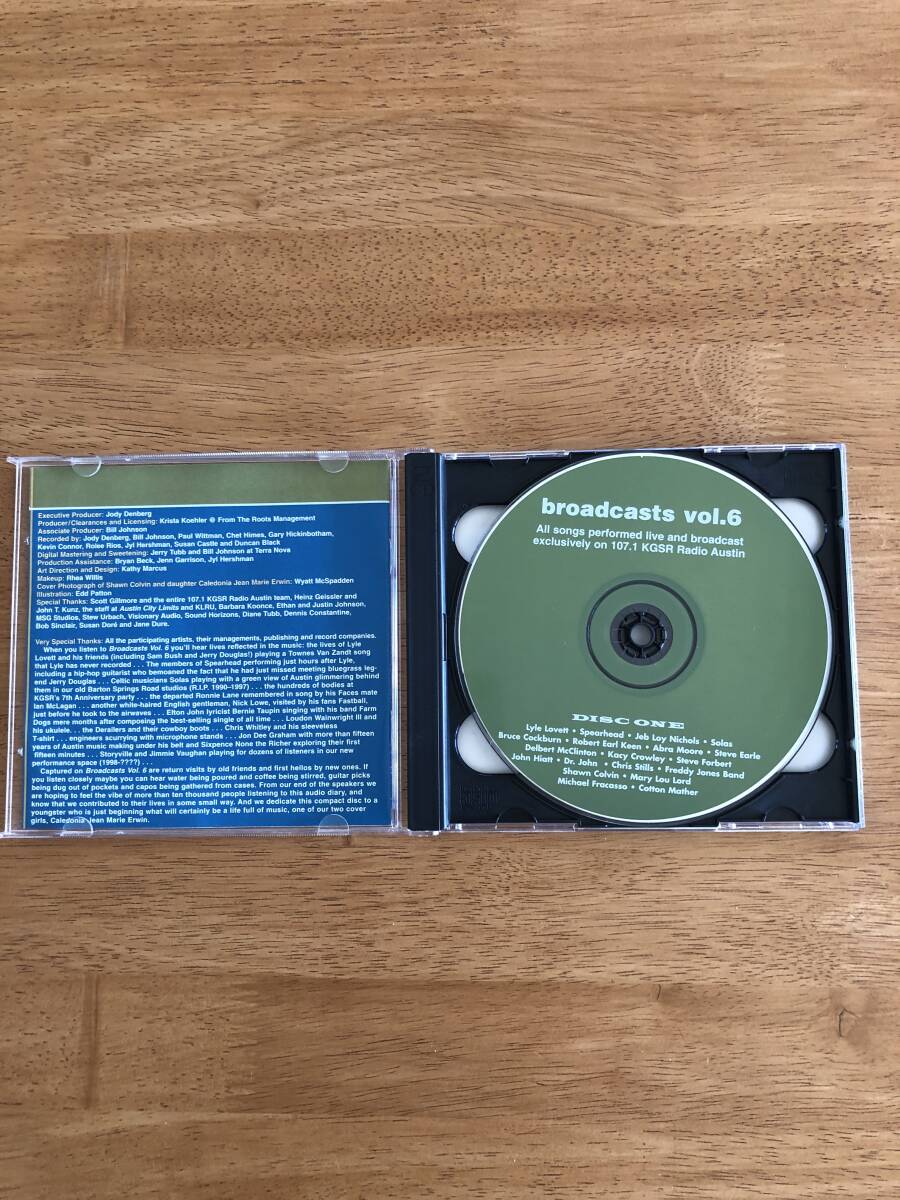 Executive Producer: Jody Denberg
Producer/Clearances and Licensing: Krista Koehler @ From The Roots Management
Associate Producer: Bill Johnson
Recorded by: Jody Denberg, Bill Johnson, Paul Wittman, Chet Himes, Gary Hickinbotham,
Kevin Connor, Rolee Rios, Jyl Hershman, Susan Castle and Duncan Black
Digital Mastering and Sweetening: Jerry Tubb and Bill Johnson at Terra Nova
Production Assistance: Bryan Beck, Jenn Garrison, Jyl Hershman
Art Direction and Design: Kathy Marcus
Makeup: Rhea Willis
Cover Photograph of Shawn Colvin and daughter Caledonia Jean Marie Erwin: Wyatt McSpadden
Illustration: Edd Patton
Special Thanks: Scott Gillmore and the entire 107.1 KGSR Radio Austin team, Heinz Geissler and
John T. Kunz, the staff at Austin City Limits and KLRU, Barbara Koonce, Ethan and Justin Johnson,
MSG Studios, Stew Urbach, Visionary Audio, Sound Horizons, Diane Tubb, Dennis Constantine,
Bob Sinclair, Susan Doré and Jane Dure.
Very Special Thanks: All the participating artists, their managements, publishing and record companies.
When you listen to Broadcasts Vol. 6 you'll hear lives reflected in the music: the lives of Lyle
Lovett and his friends (including Sam Bush and Jerry Douglas!) playing a Townes Van Zandt song
that Lyle has never recorded . . . The members of Spearhead performing just hours after Lyle,
including a hip-hop guitarist who bemoaned the fact that he had just missed meeting bluegrass leg-
end Jerry Douglas . . . Celtic musicians Solas playing with a green view of Austin glimmering behind
them in our old Barton Springs Road studios (R.I.P. 1990-1997) . . . the hundreds of bodies at
KGSR's 7th Anniversary party . . . the departed Ronnie Lane remembered in song by his Faces mate
Ian McLagan . . . another white-haired English gentleman, Nick Lowe, visited by his fans Fastball,
just before he took to the airwaves . . . Elton John lyricist Bernie Taupin singing with his band Farm
Dogs mere months after composing the best-selling single of all time . . . Loudon Wainwright III and
his ukulele. . . the Derailers and their cowboy boots . . . Chris Whitley and his sleeveless
T-shirt . . . engineers scurrying with microphone stands . . . Jon Dee Graham with more than fifteen
years of Austin music making under his belt and Sixpence None the Richer exploring their first
fifteen minutes . . . Storyville and Jimmie Vaughan playing for dozens of listeners in our new
performance space (1998-????) . . .
Captured on Broadcasts Vol. 6 are return visits by old friends and first hellos by new ones. If
you listen closely maybe you can hear water being poured and coffee being stirred, guitar picks
being dug out of pockets and capos being gathered from cases. From our end of the speakers we
are hoping to feel the vibe of more than ten thousand people listening to this audio diary, and
know that we contributed to their lives in some small way. And we dedicate this compact disc to a
youngster who is just beginning what will certainly be a life full of music, one of our two cover
girls, Caledonia Jean Marie Erwin.
broadcasts vol.6
All songs performed live and broadcast
exclusively on 107.1 KGSR Radio Austin
DISC ONE
Lyle Lovett • Spearhead • Jeb Loy Nichols • Solas
Bruce Cockburn • Robert Earl Keen • Abra Moore • Steve Earle
Delbert McClinton • Kacy Crowley • Steve Forbert
John Hiatt • Dr. John • Chris Stills • Freddy Jones Band
Shawn Colvin • Mary Lou Lord
Michael Fracasso • Cotton Mather